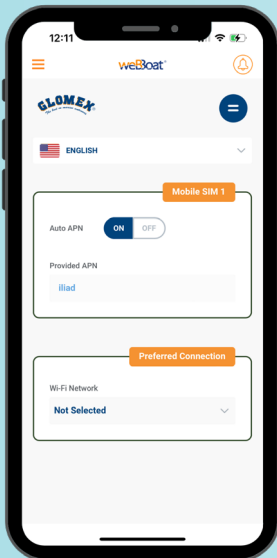 12:11
weBBoat
GLOMEX
ENGLISH
Mobile SIM 1
Auto APN
ON
OFF
Provided APN
iliad
Preferred Connection
Wi-Fi Network
Not Selected